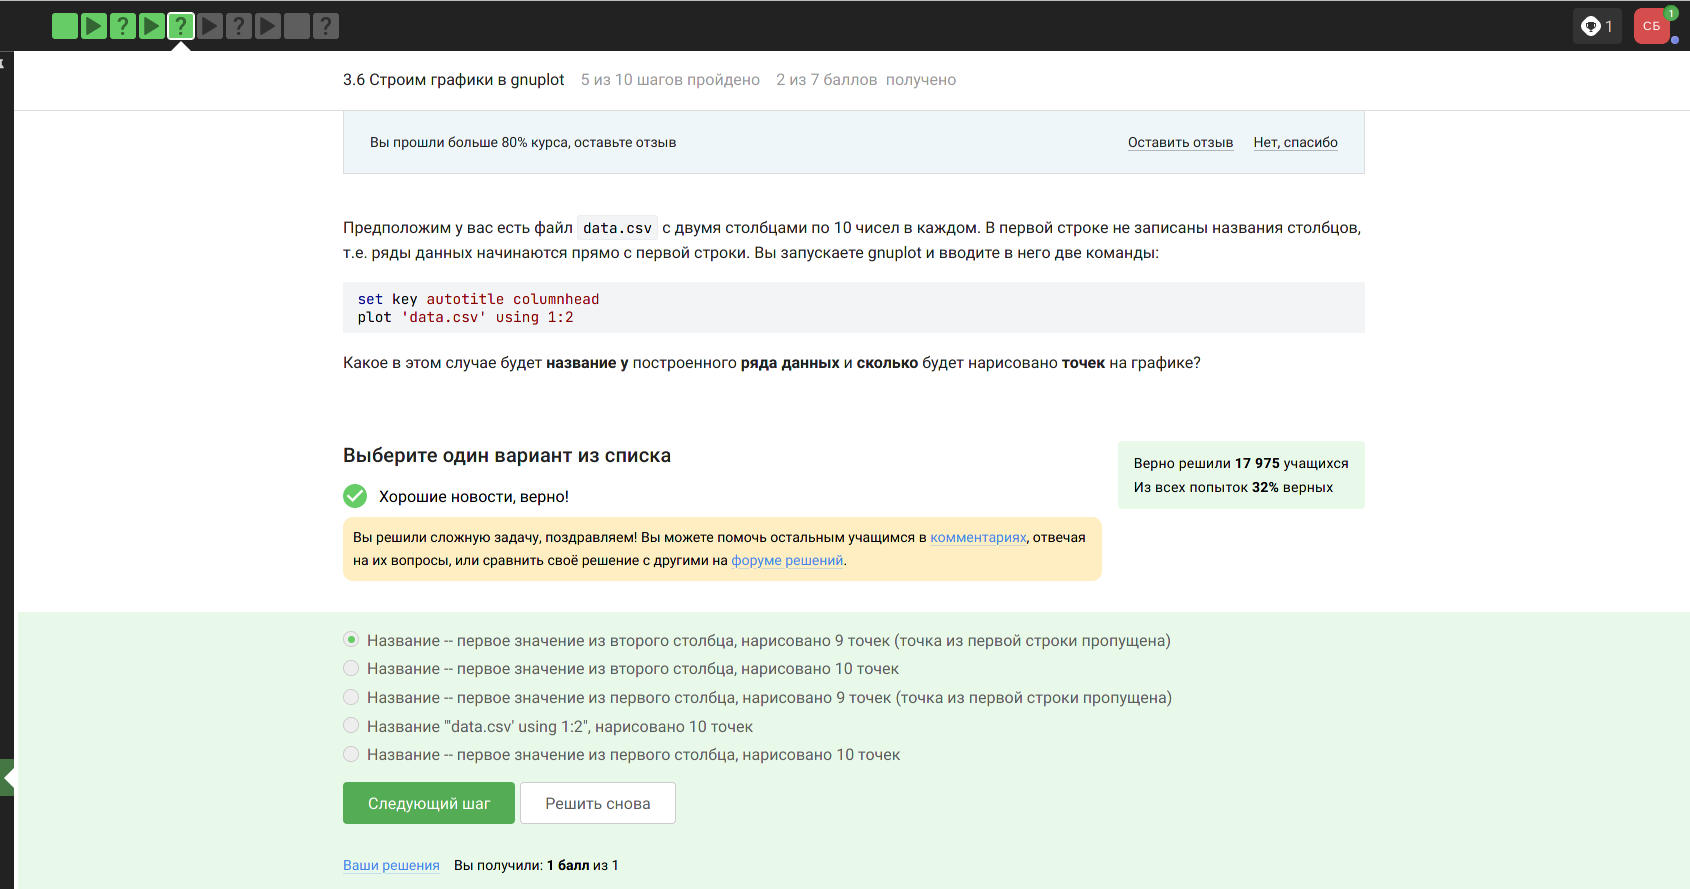 1
СБ
1
3.6 Строим графики в gnuplot 5 из 10 шагов пройдено 2 из 7 баллов получено
Вы прошли больше 80% курса, оставьте отзыв Оставить отзыв Нет, спасибо
Предположим у вас есть файл data.csv с двумя столбцами по 10 чисел в каждом. В первой строке не записаны названия столбцов,
т.е. ряды данных начинаются прямо с первой строки. Вы запускаете gnuplot и вводите в него две команды:
set key autotitle columnhead
plot 'data.csv' using 1:2
Какое в этом случае будет название у построенного ряда данных и сколько будет нарисовано точек на графике?
Выберите один вариант из списка
Хорошие новости, верно!
Верно решили 17 975 учащихся
Из всех попыток 32% верных
Вы решили сложную задачу, поздравляем! Вы можете помочь остальным учащимся в комментариях, отвечая
на их вопросы, или сравнить своё решение с другими на форуме решений.
Название -- первое значение из второго столбца, нарисовано 9 точек (точка из первой строки пропущена)
Название -- первое значение из второго столбца, нарисовано 10 точек
Название -- первое значение из первого столбца, нарисовано 9 точек (точка из первой строки пропущена)
Название "'data.csv' using 1:2", нарисовано 10 точек
Название -- первое значение из первого столбца, нарисовано 10 точек
Следующий шаг Решить снова
Ваши решения Вы получили: 1 балл из 1